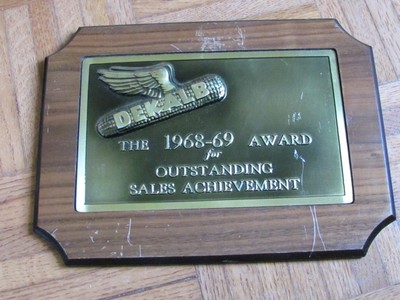 DEKALB
THE 1968-69 AWARD
for
OUTSTANDING
SALES ACHIEVEMENT